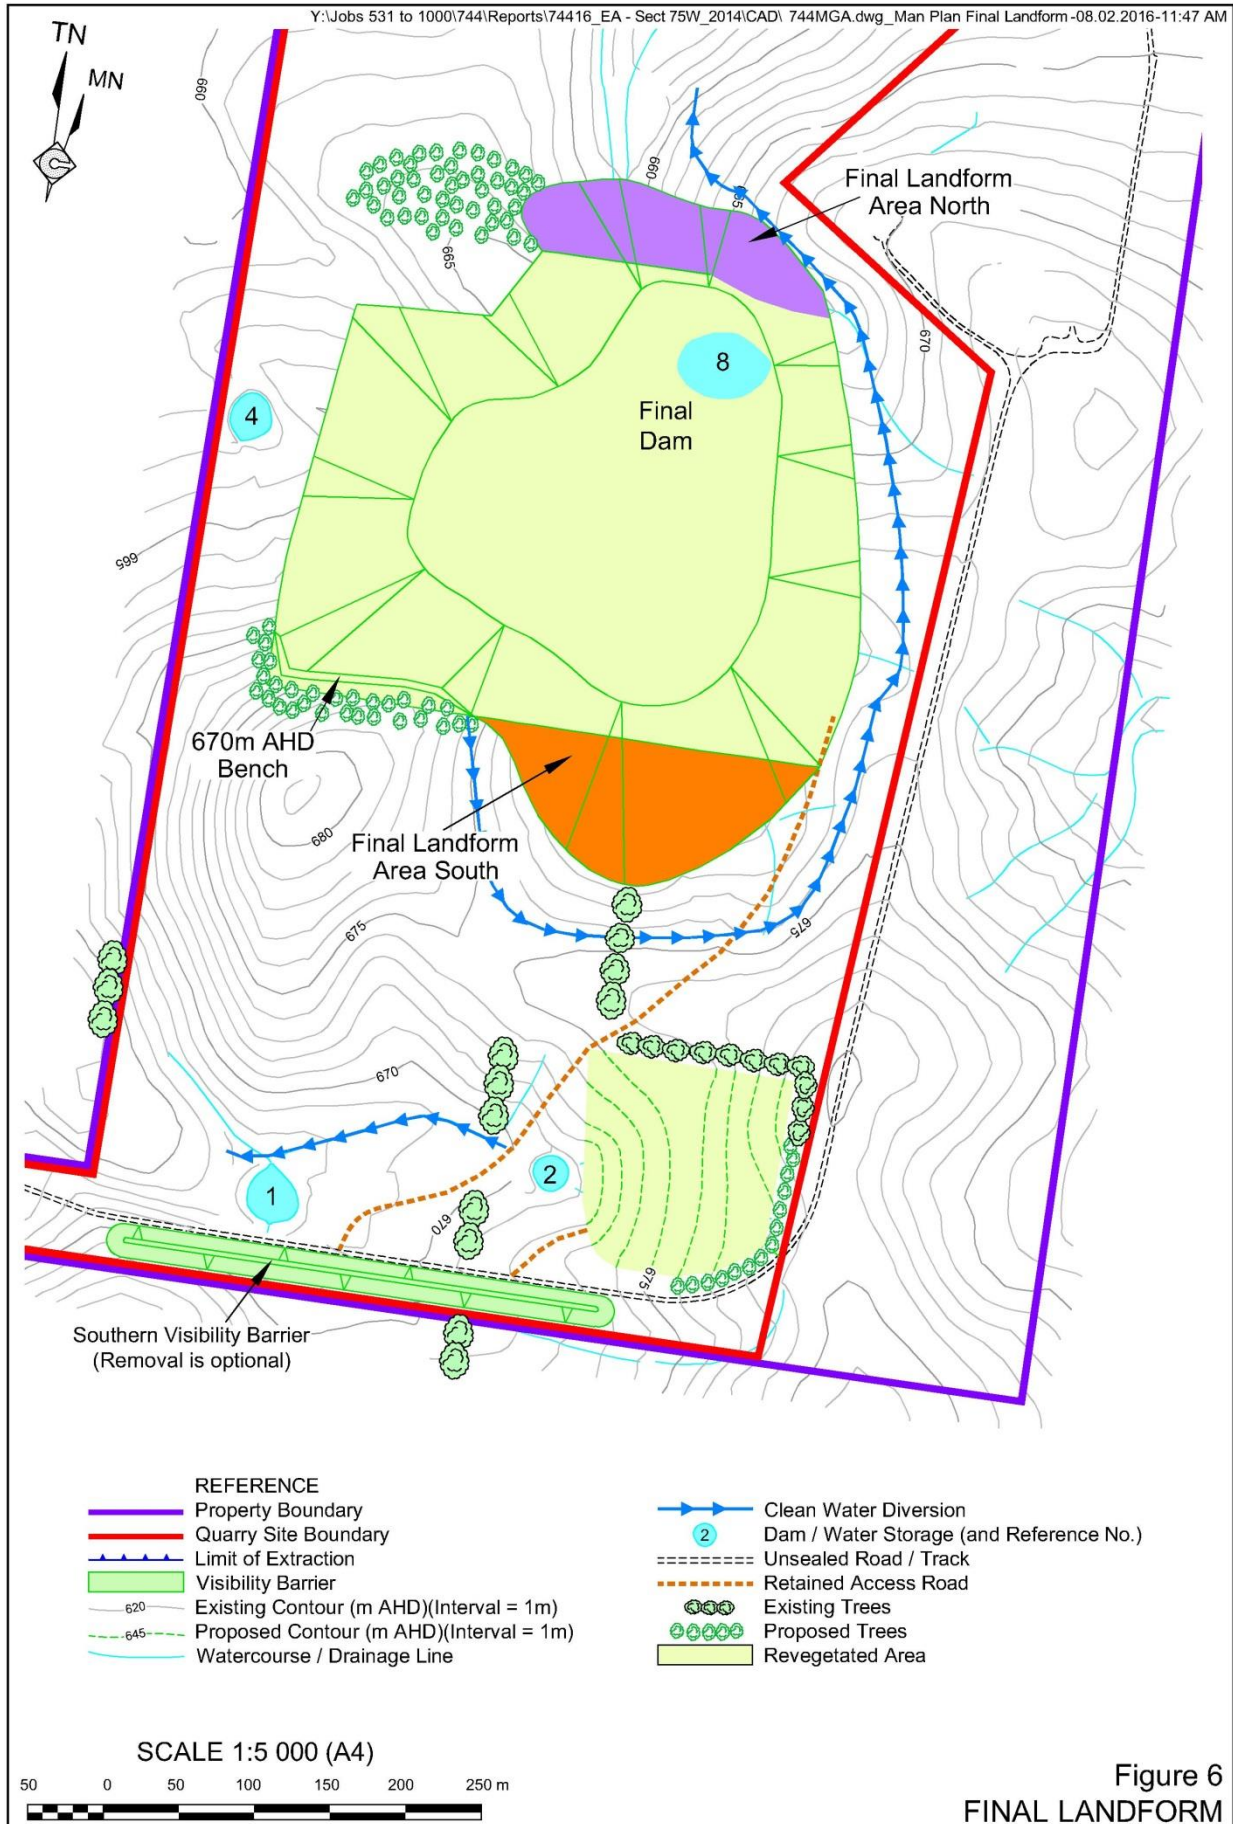 Y:\Jobs 531 to 1000\744\Reports\74416_EA - Sect 75W_2014\CAD\ 744MGA.dwg_Man Plan Final Landform -08.02.2016-11:47 AM
TN
MN
660
660
665
Final Landform
Area North
665
670
8
4
Final
Dam
665
670m AHD
Bench
680
Final Landform
Area South
675
675
670
2
1
670
675
Southern Visibility Barrier
(Removal is optional)
REFERENCE
Property Boundary
Quarry Site Boundary
Limit of Extraction
Visibility Barrier
620 Existing Contour (m AHD)(Interval = 1m)
645 Proposed Contour (m AHD)(Interval = 1m)
Watercourse / Drainage Line
Clean Water Diversion
2 Dam / Water Storage (and Reference No.)
Unsealed Road / Track
Retained Access Road
Existing Trees
Proposed Trees
Revegetated Area
SCALE 1:5 000 (A4)
50 0 50 100 150 200 250 m
Figure 6
FINAL LANDFORM